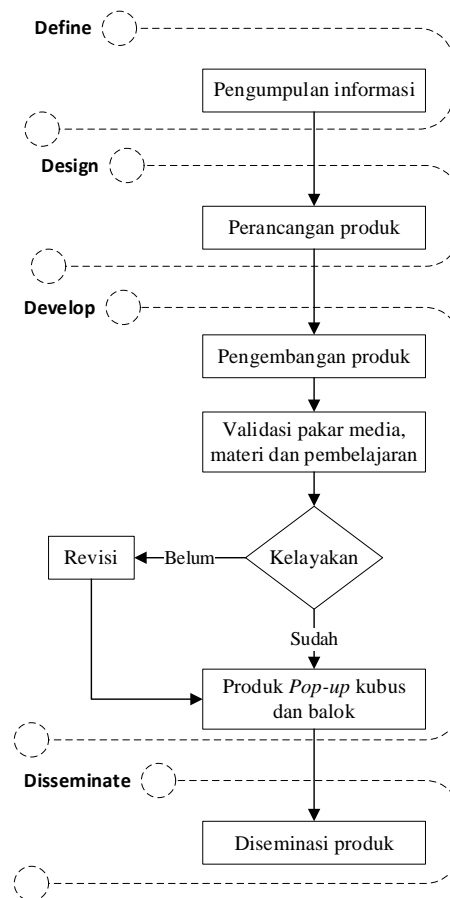 Define
Pengumpulan informasi
Design
Perancangan produk
Develop
Pengembangan produk
Validasi pakar media,
materi dan pembelajaran
Revisi
Belum
Kelayakan
Sudah
Produk Pop-up kubus
dan balok
Disseminate
Diseminasi produk